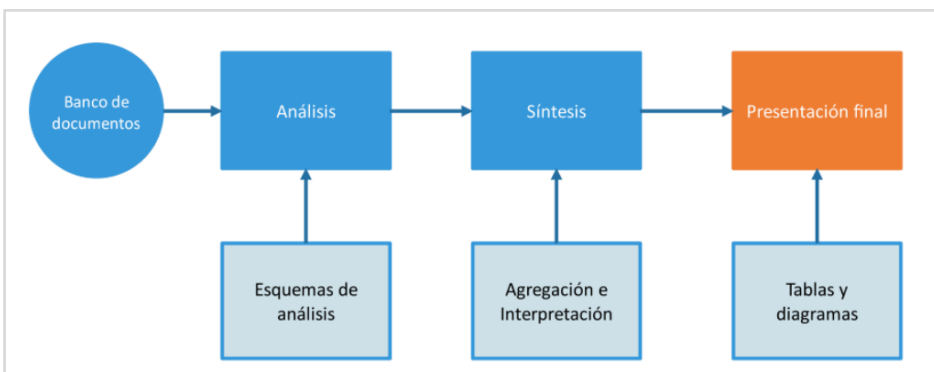 Banco de
documentos
Análisis
Síntesis
Presentación final
Esquemas de
análisis
Agregación e
Interpretación
Tablas y
diagramas